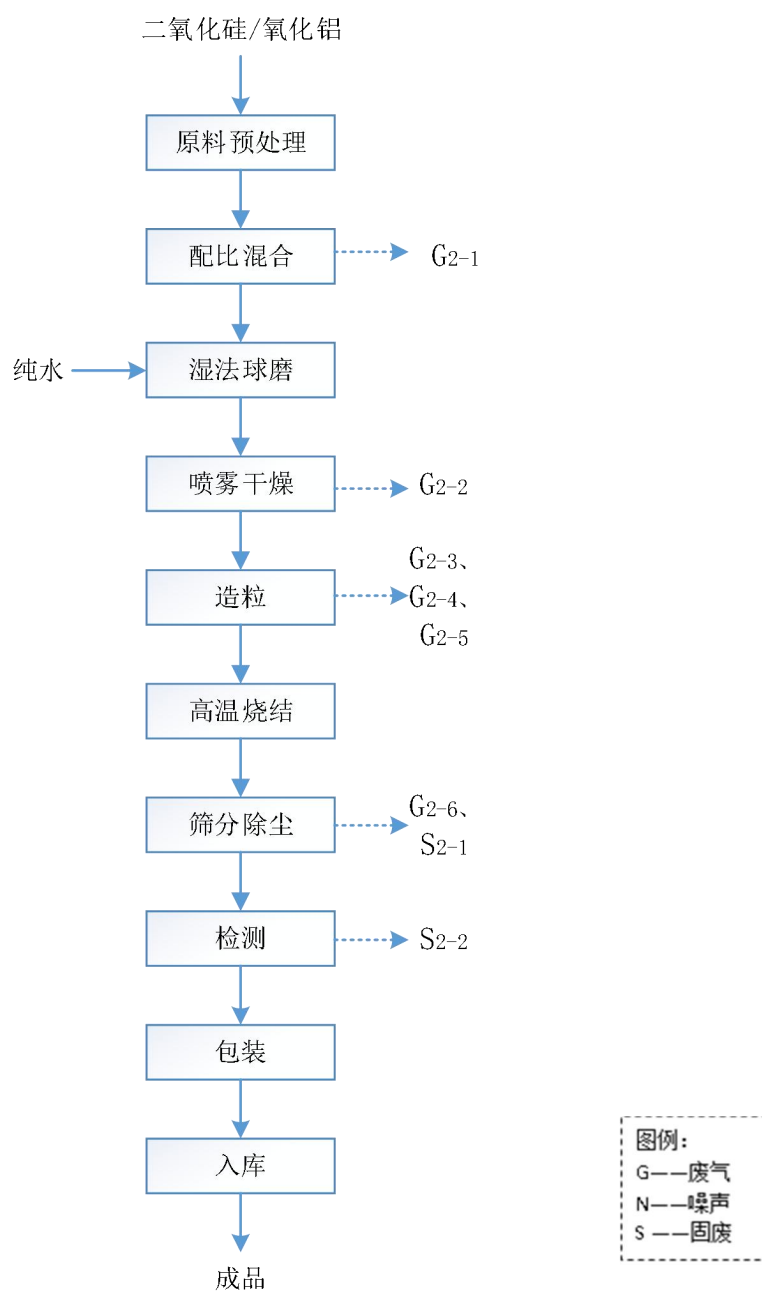 二氧化硅/氧化铝
原料预处理
配比混合
G2-1
纯水
湿法球磨
喷雾干燥
G2-2
造粒
G2-3、
G2-4、
G2-5
高温烧结
筛分除尘
G2-6、
S2-1
检测
S2-2
包装
入库
成品
图例：
G——废气
N——噪声
S ——固废